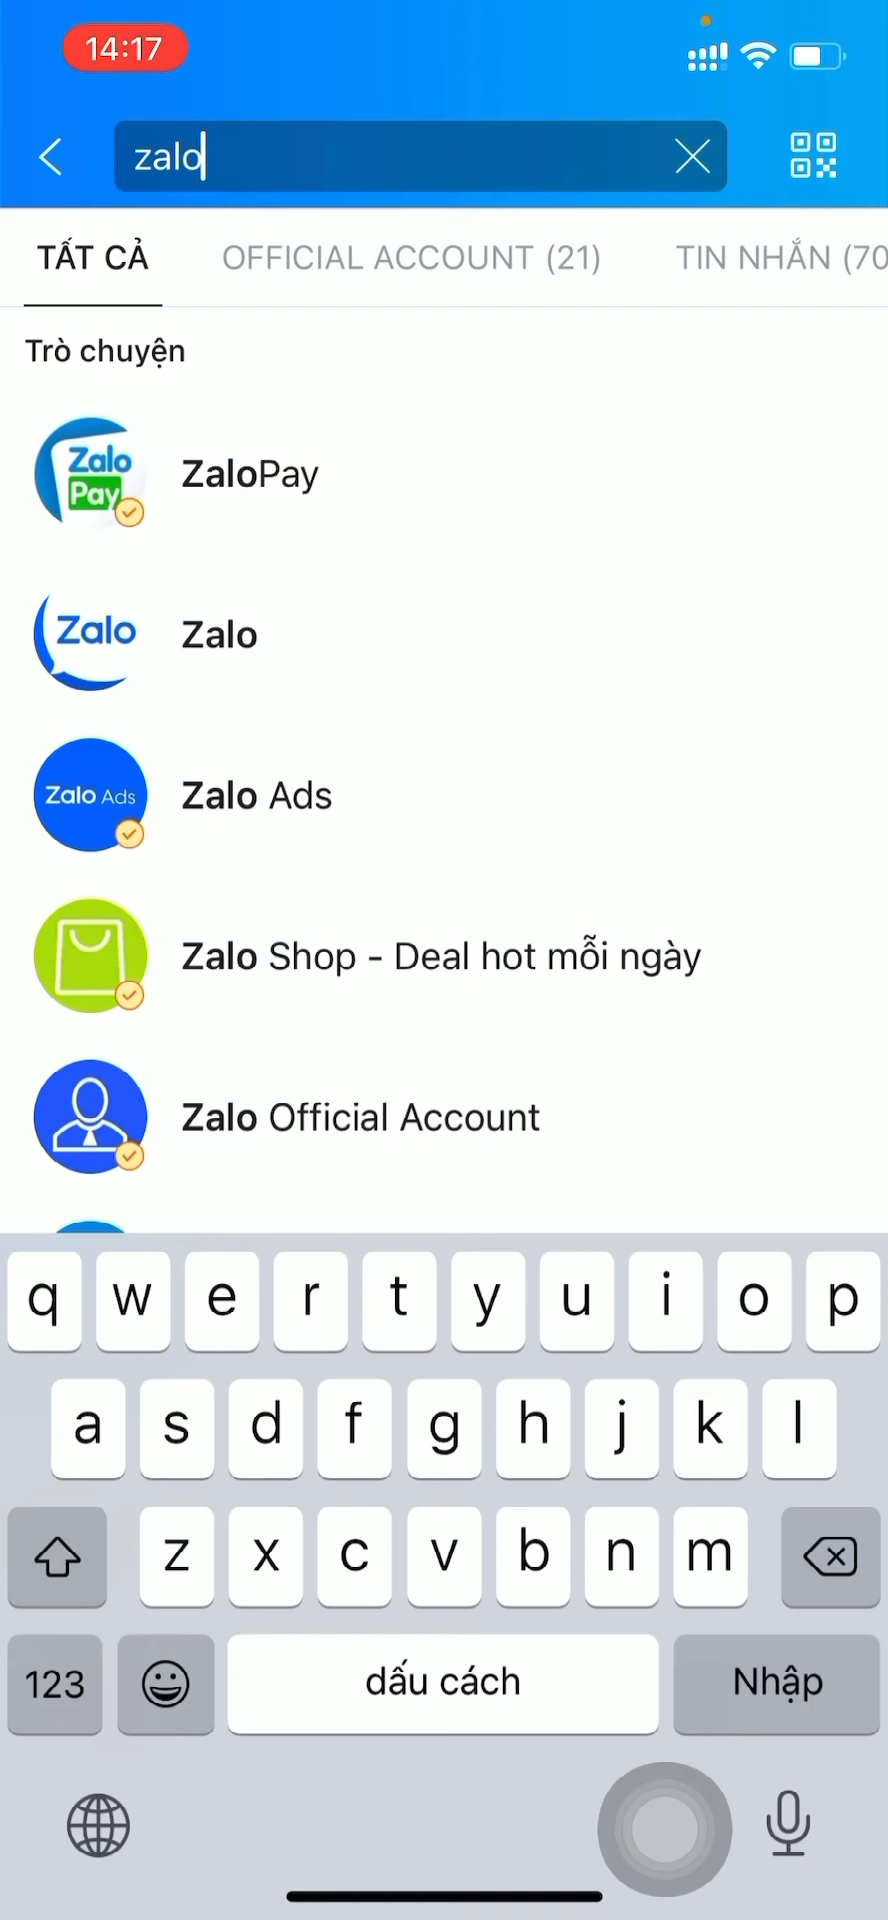 14:17
zalo
TẤT CẢ OFFICIAL ACCOUNT (21) TIN NHẮN (70
Trò chuyện
Zalo
Pay
ZaloPay
Zalo
Zalo
Zalo Ads
Zalo Ads
Zalo Shop - Deal hot mỗi ngày
Zalo Official Account
q w e r t y u i o p
a s d f g h j k l
z x c v b n m
123 dấu cách Nhập